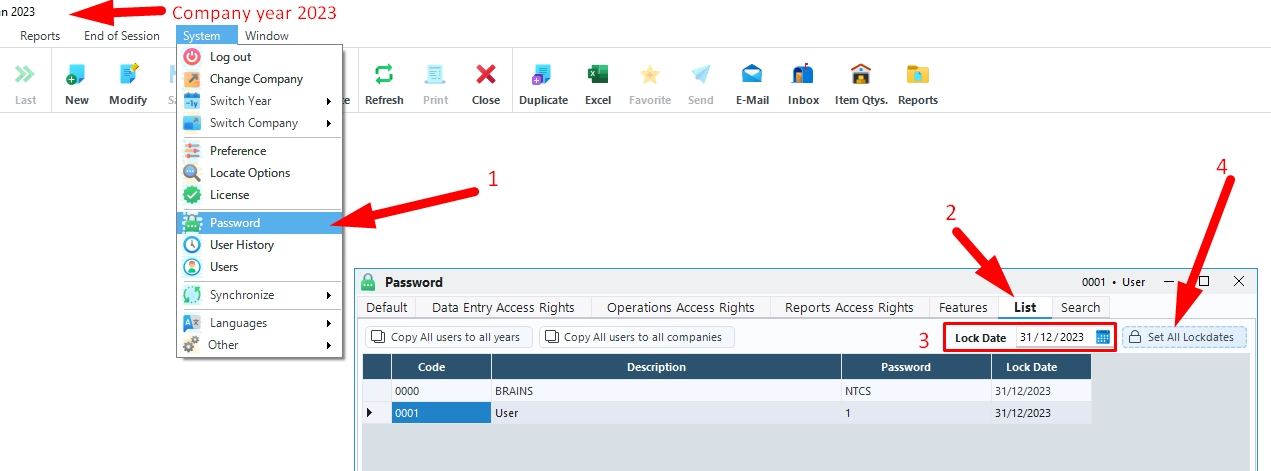 n 2023
Company year 2023
Reports End of Session System Window
Last New Modify Refresh Print Close Duplicate Excel Favorite Send E-Mail Inbox Item Qtys. Reports
Log out
Change Company
Switch Year
Switch Company
Preference
Locate Options
License
Password
User History
Users
Synchronize
Languages
Other
1
2
4
Password 0001 • User
Default Data Entry Access Rights Operations Access Rights Reports Access Rights Features List Search
Copy All users to all years Copy All users to all companies 3 Lock Date 31/12/2023 Set All Lockdates
Code Description Password Lock Date
0000 BRAINS NTCS 31/12/2023
0001 User 1 31/12/2023